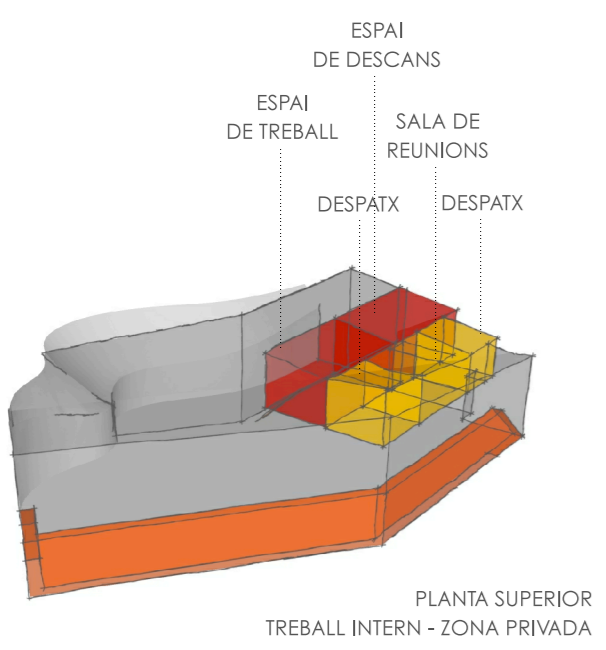 ESPAI
DE DESCANS
ESPAI
DE TREBALL
SALA DE
REUNIONS
DESPATX
DESPATX
PLANTA SUPERIOR
TREBALL INTERN - ZONA PRIVADA